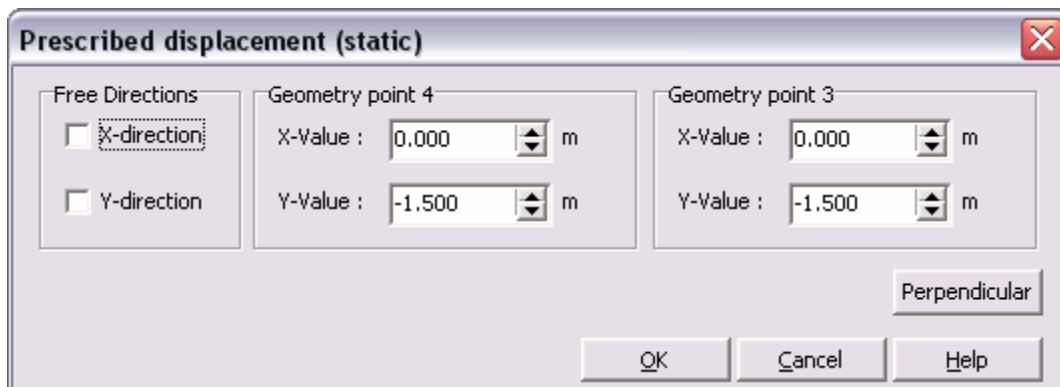 Prescribed displacement (static)
Free Directions
X-direction
Y-direction
Geometry point 4
X-Value : 0.000 m
Y-Value : -1.500 m
Geometry point 3
X-Value : 0.000 m
Y-Value : -1.500 m
Perpendicular
OK Cancel Help